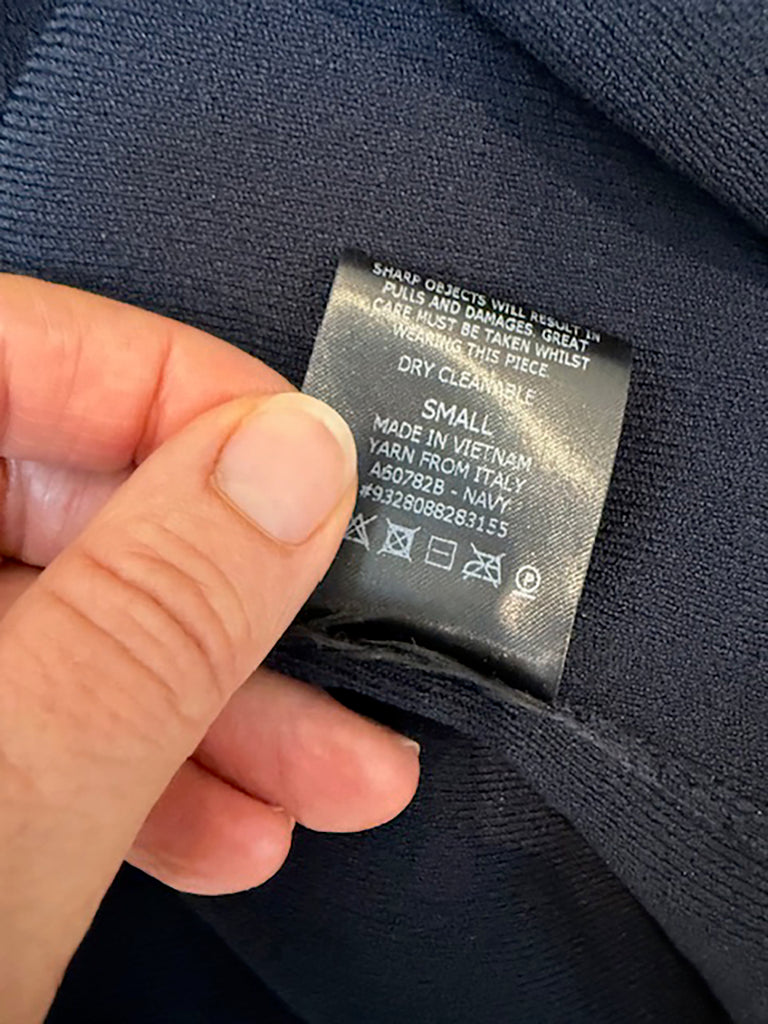 SHARP OBJECTS WILL RESULT IN
PULLS AND DAMAGES. GREAT
CARE MUST BE TAKEN WHILST
WEARING THIS PIECE
DRY CLEANABLE
SMALL
MADE IN VIETNAM
YARN FROM ITALY
A60782B - NAVY
#9328088283155
P